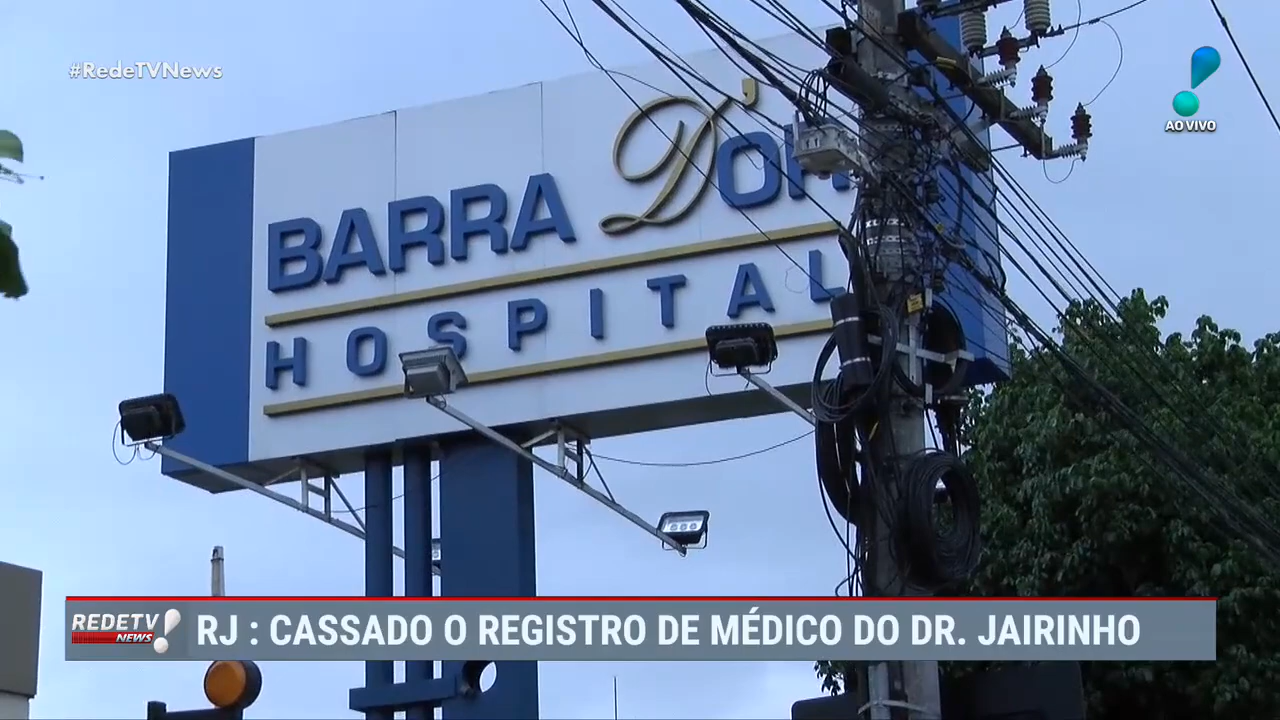 #RedeTVNews
AO VIVO
BARRA D'OR
HOSPITAL
REDETV!
NEWS
RJ : CASSADO O REGISTRO DE MÉDICO DO DR. JAIRINHO